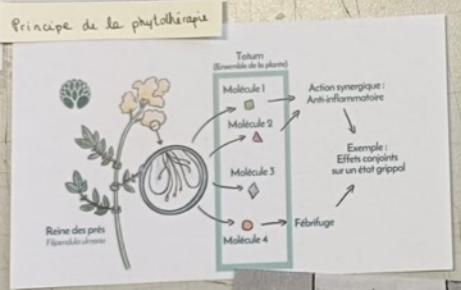 Principe de la phytothérapie
Totum
(Ensemble de la plante)
Molécule 1
Action synergique :
Anti-inflammatoire
Molécule 2
Exemple :
Effets conjoints
sur un état grippal
Molécule 3
Reine des prés
Filipendula ulmaria
Molécule 4
Fébrifuge